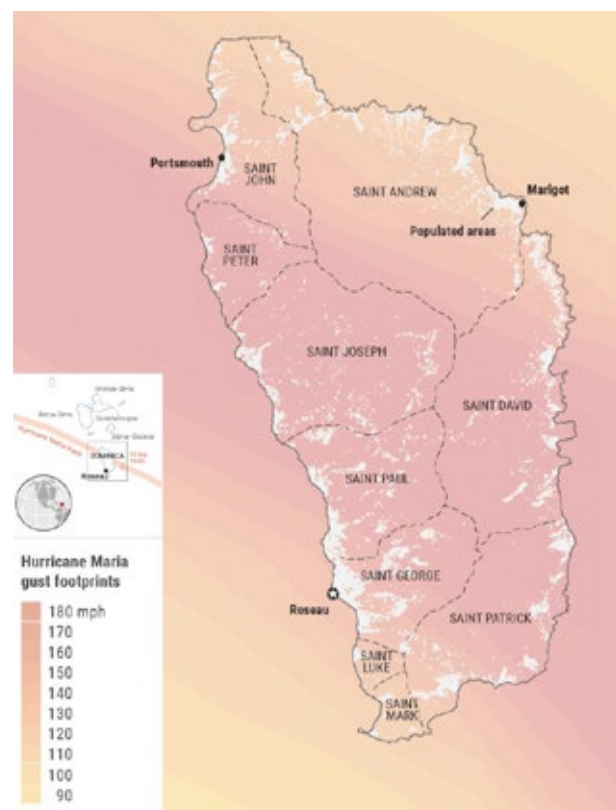 Portsmouth
SAINT
JOHN
SAINT ANDREW
Marigot
Populated areas
SAINT
PETER
SAINT JOSEPH
SAINT DAVID
DOMINICA
Roseau
SAINT PAUL
Hurricane Maria
gust footprints
180 mph
170
160
150
140
130
120
110
100
90
SAINT GEORGE
Roseau
SAINT PATRICK
SAINT
LUKE
SAINT
MARK